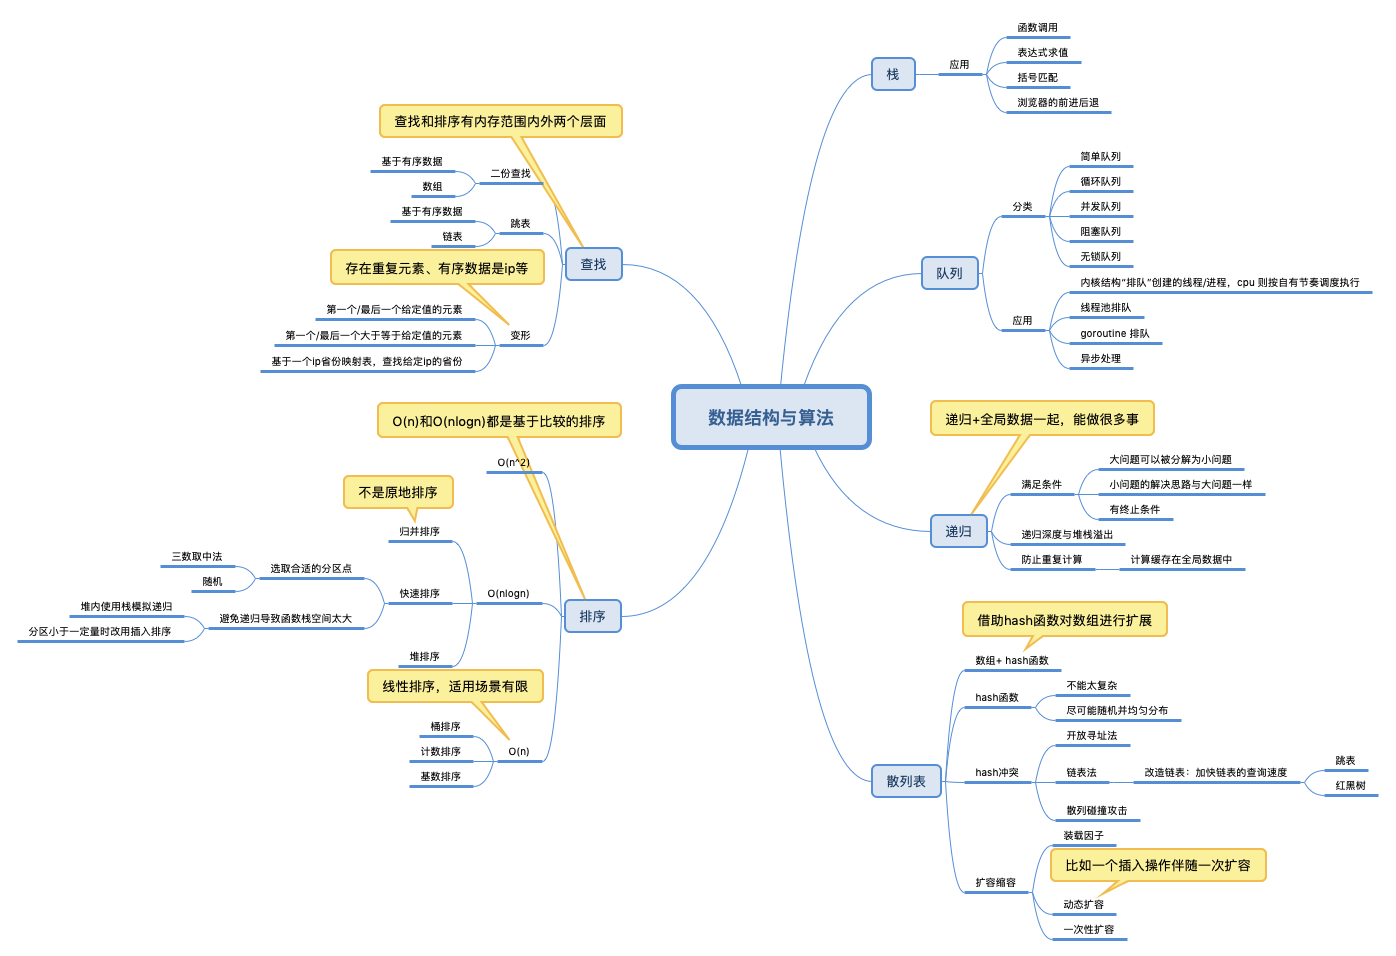 数据结构与算法
栈
应用
函数调用
表达式求值
括号匹配
浏览器的前进后退
队列
分类
简单队列
循环队列
并发队列
阻塞队列
无锁队列
应用
内核结构“排队”创建的线程/进程，cpu 则按自有节奏调度执行
线程池排队
goroutine 排队
异步处理
递归+全局数据一起，能做很多事
递归
满足条件
大问题可以被分解为小问题
小问题的解决思路与大问题一样
有终止条件
递归深度与堆栈溢出
防止重复计算
计算缓存在全局数据中
借助hash函数对数组进行扩展
散列表
数组+ hash函数
hash函数
不能太复杂
尽可能随机并均匀分布
hash冲突
开放寻址法
链表法
改造链表：加快链表的查询速度
跳表
红黑树
散列碰撞攻击
扩容缩容
装载因子
比如一个插入操作伴随一次扩容
动态扩容
一次性扩容
查找和排序有内存范围内外两个层面
查找
二份查找
基于有序数据
数组
跳表
基于有序数据
链表
存在重复元素、有序数据是ip等
变形
第一个/最后一个给定值的元素
第一个/最后一个大于等于给定值的元素
基于一个ip省份映射表，查找给定ip的省份
O(n)和O(nlogn)都是基于比较的排序
排序
O(n^2)
O(nlogn)
不是原地排序
归并排序
快速排序
选取合适的分区点
三数取中法
随机
避免递归导致函数栈空间太大
堆内使用栈模拟递归
分区小于一定量时改用插入排序
堆排序
线性排序，适用场景有限
O(n)
桶排序
计数排序
基数排序